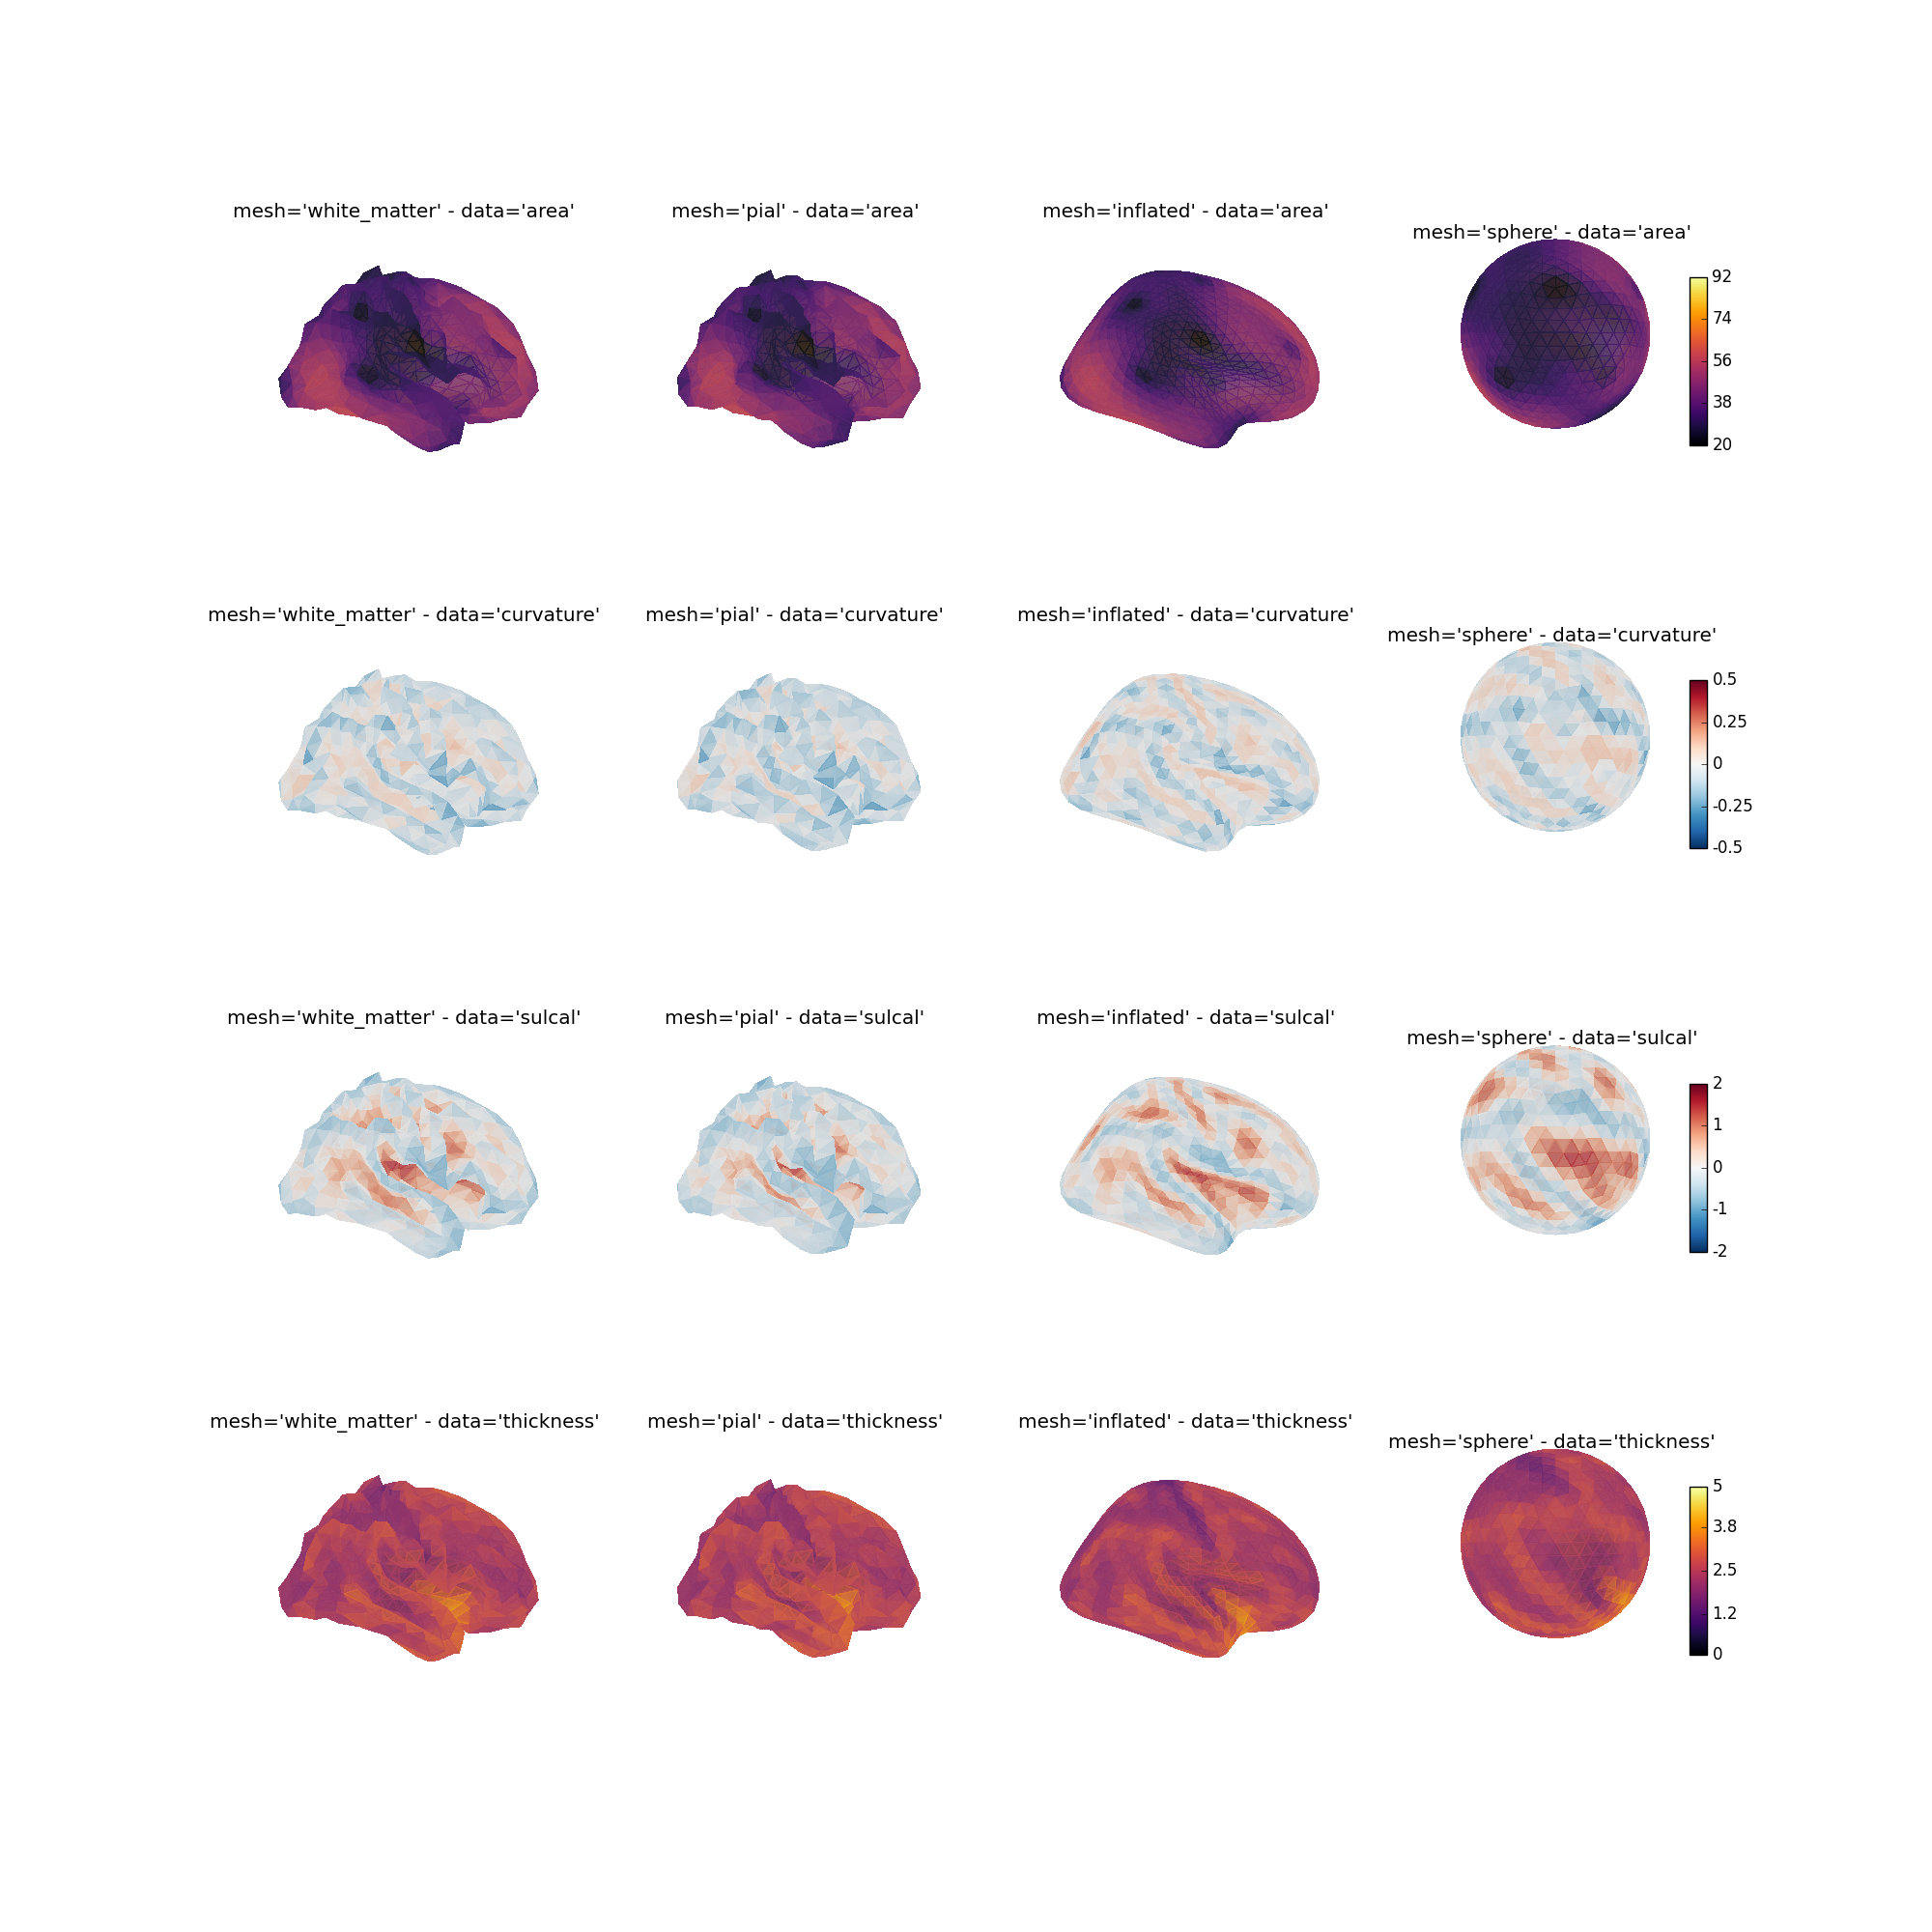 mesh='white_matter' - data='area'
mesh='pial' - data='area'
mesh='inflated' - data='area'
mesh='sphere' - data='area'
92
74
56
38
20
mesh='white_matter' - data='curvature'
mesh='pial' - data='curvature'
mesh='inflated' - data='curvature'
mesh='sphere' - data='curvature'
0.5
0.25
0
-0.25
-0.5
mesh='white_matter' - data='sulcal'
mesh='pial' - data='sulcal'
mesh='inflated' - data='sulcal'
mesh='sphere' - data='sulcal'
2
1
0
-1
-2
mesh='white_matter' - data='thickness'
mesh='pial' - data='thickness'
mesh='inflated' - data='thickness'
mesh='sphere' - data='thickness'
5
3.8
2.5
1.2
0